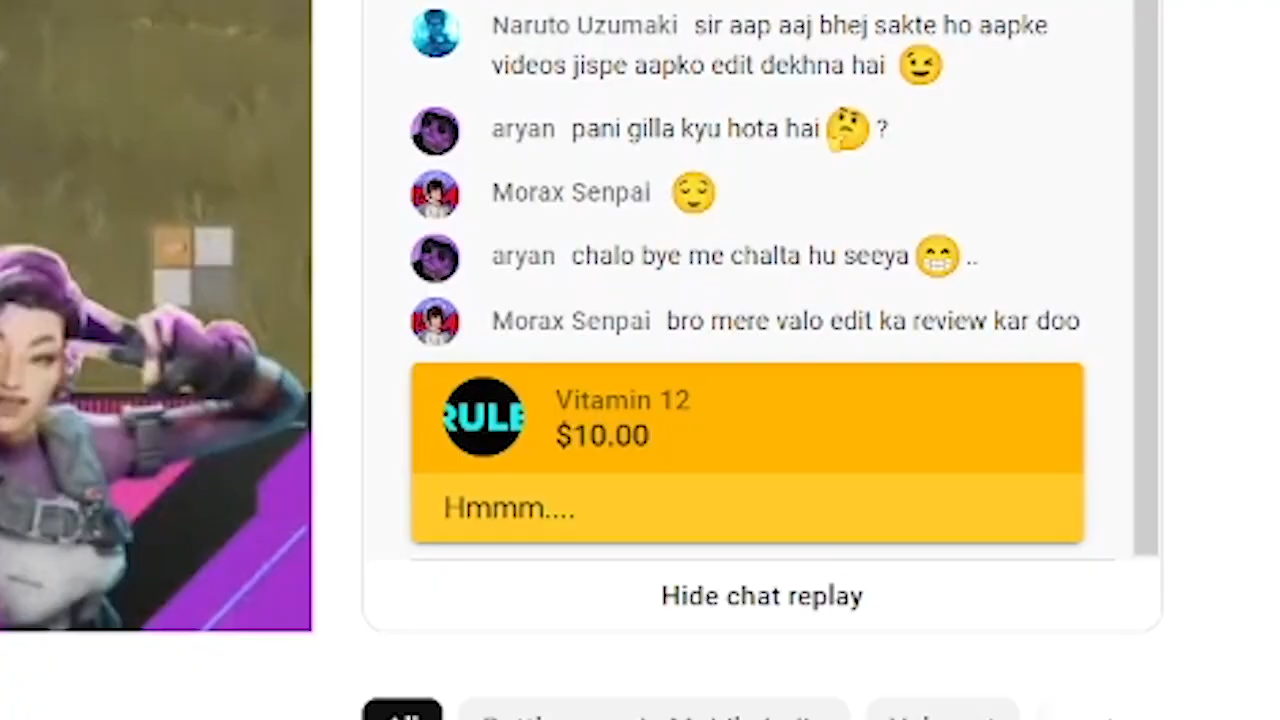 Naruto Uzumaki sir aap aaj bhej sakte ho aapke
videos jispe aapko edit dekhna hai 😉
aryan pani gilla kyu hota hai 🤔 ?
Morax Senpai 😌
aryan chalo bye me chalta hu seeya 😁 ..
Morax Senpai bro mere valo edit ka review kar doo
RULE
Vitamin 12
$10.00
Hmmm....
Hide chat replay
All